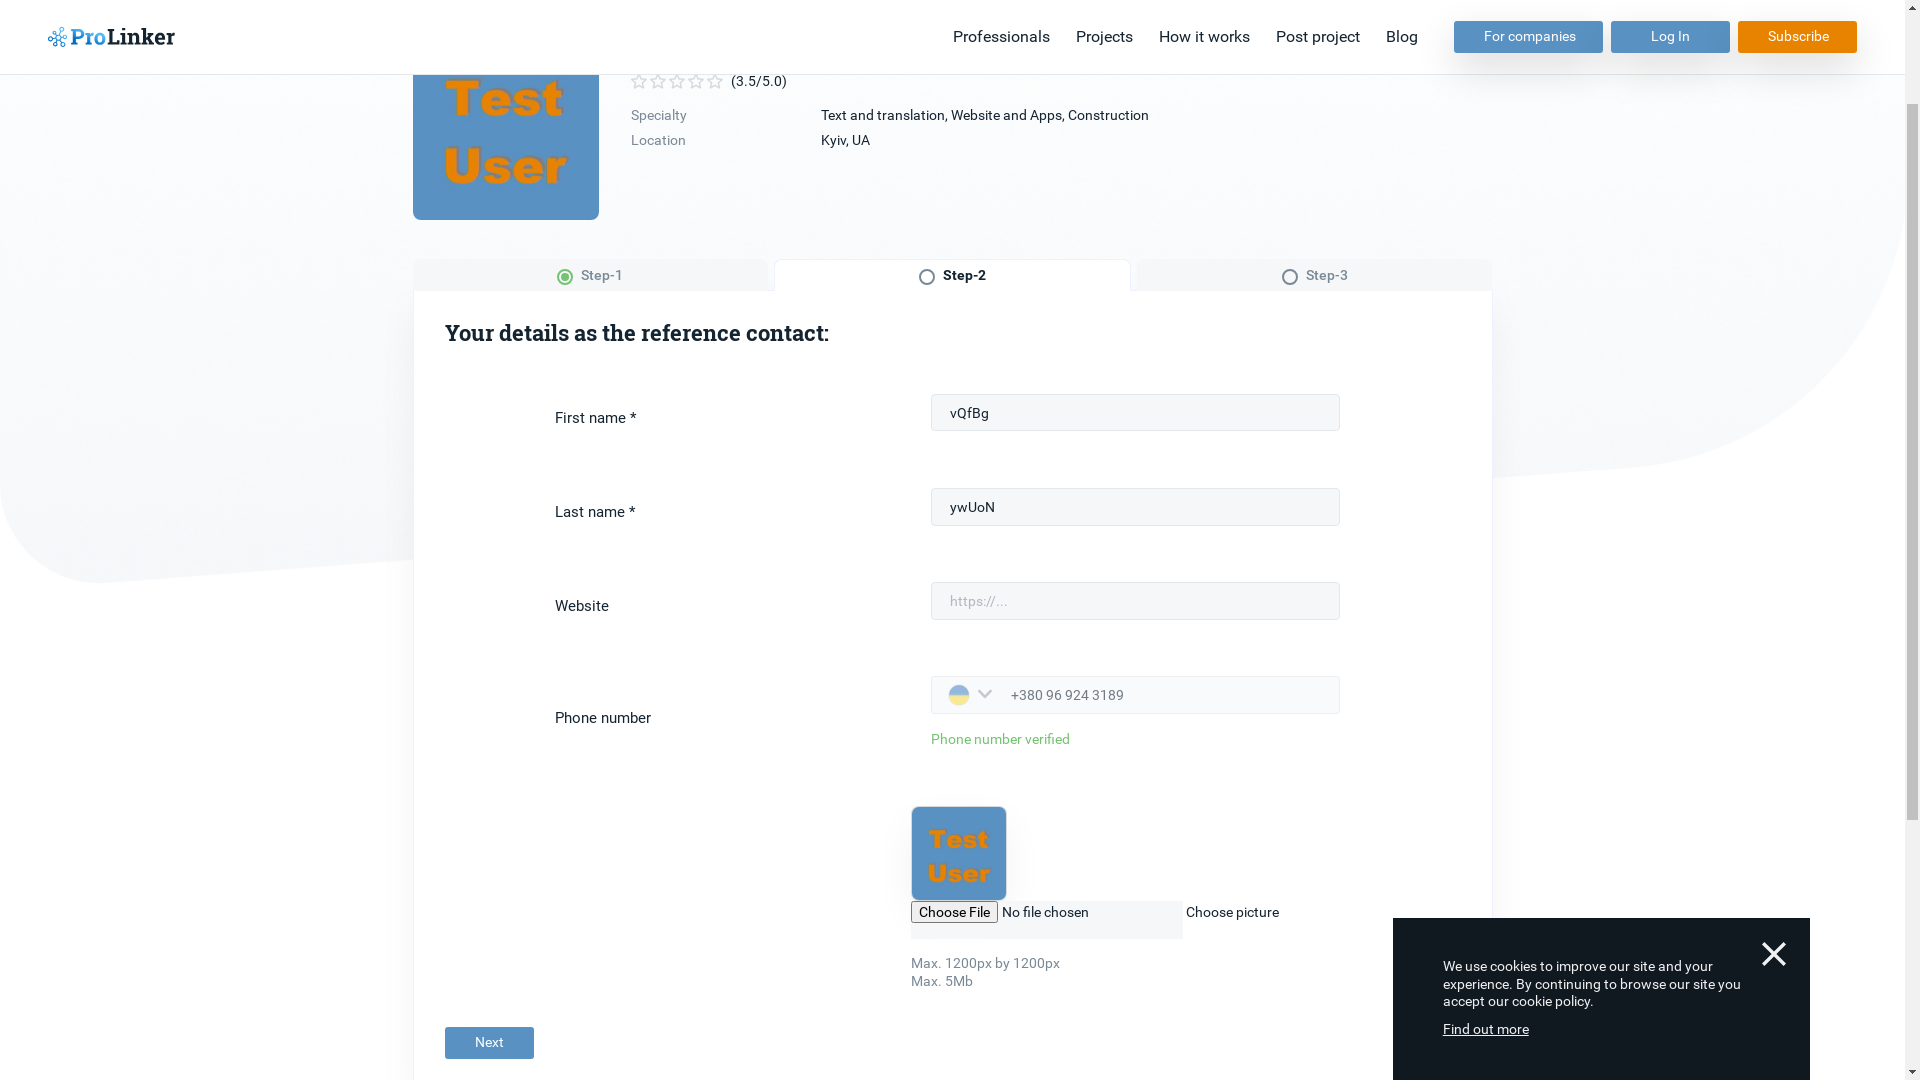 ProLinker
Professionals
Projects
How it works
Post project
Blog
For companies
Log In
Subscribe
Test
User
(3.5/5.0)
Specialty
Text and translation, Website and Apps, Construction
Location
Kyiv, UA
Step-1
Step-2
Step-3
Your details as the reference contact:
First name *
vQfBg
Last name *
ywUoN
Website
https://...
Phone number
+380 96 924 3189
Phone number verified
Test
User
Choose File No file chosen
Choose picture
Max. 1200px by 1200px
Max. 5Mb
Next
We use cookies to improve our site and your
experience. By continuing to browse our site you
accept our cookie policy.
Find out more